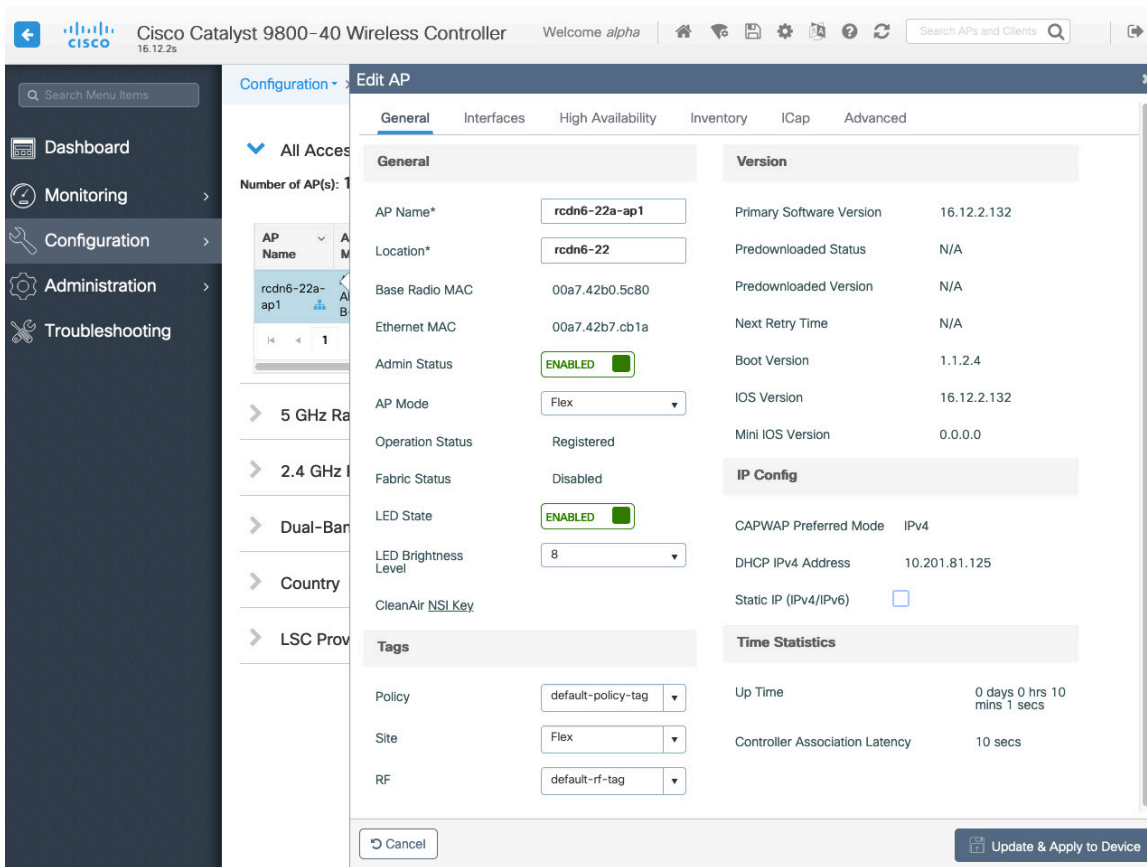 CISCO
Cisco Catalyst 9800-40 Wireless Controller
16.12.2s
Welcome alpha
Search APs and Clients
Search Menu Items
Dashboard
Monitoring
Configuration
Administration
Troubleshooting
Configuration
All Acces
Number of AP(s): 1
AP
Name
A
M
rcdn6-22a-
ap1
AI
B-
1
5 GHz Ra
2.4 GHz
Dual-Ban
Country
LSC Prov
Edit AP
General
Interfaces
High Availability
Inventory
ICap
Advanced
General
AP Name* rcdn6-22a-ap1
Location* rcdn6-22
Base Radio MAC 00a7.42b0.5c80
Ethernet MAC 00a7.42b7.cb1a
Admin Status ENABLED
AP Mode Flex
Operation Status Registered
Fabric Status Disabled
LED State ENABLED
LED Brightness
Level
8
CleanAir NSI Key
Tags
Policy default-policy-tag
Site Flex
RF default-rf-tag
Version
Primary Software Version 16.12.2.132
Predownloaded Status N/A
Predownloaded Version N/A
Next Retry Time N/A
Boot Version 1.1.2.4
IOS Version 16.12.2.132
Mini IOS Version 0.0.0.0
IP Config
CAPWAP Preferred Mode IPv4
DHCP IPv4 Address 10.201.81.125
Static IP (IPv4/IPv6)
Time Statistics
Up Time 0 days 0 hrs 10
mins 1 secs
Controller Association Latency 10 secs
Cancel
Update & Apply to Device